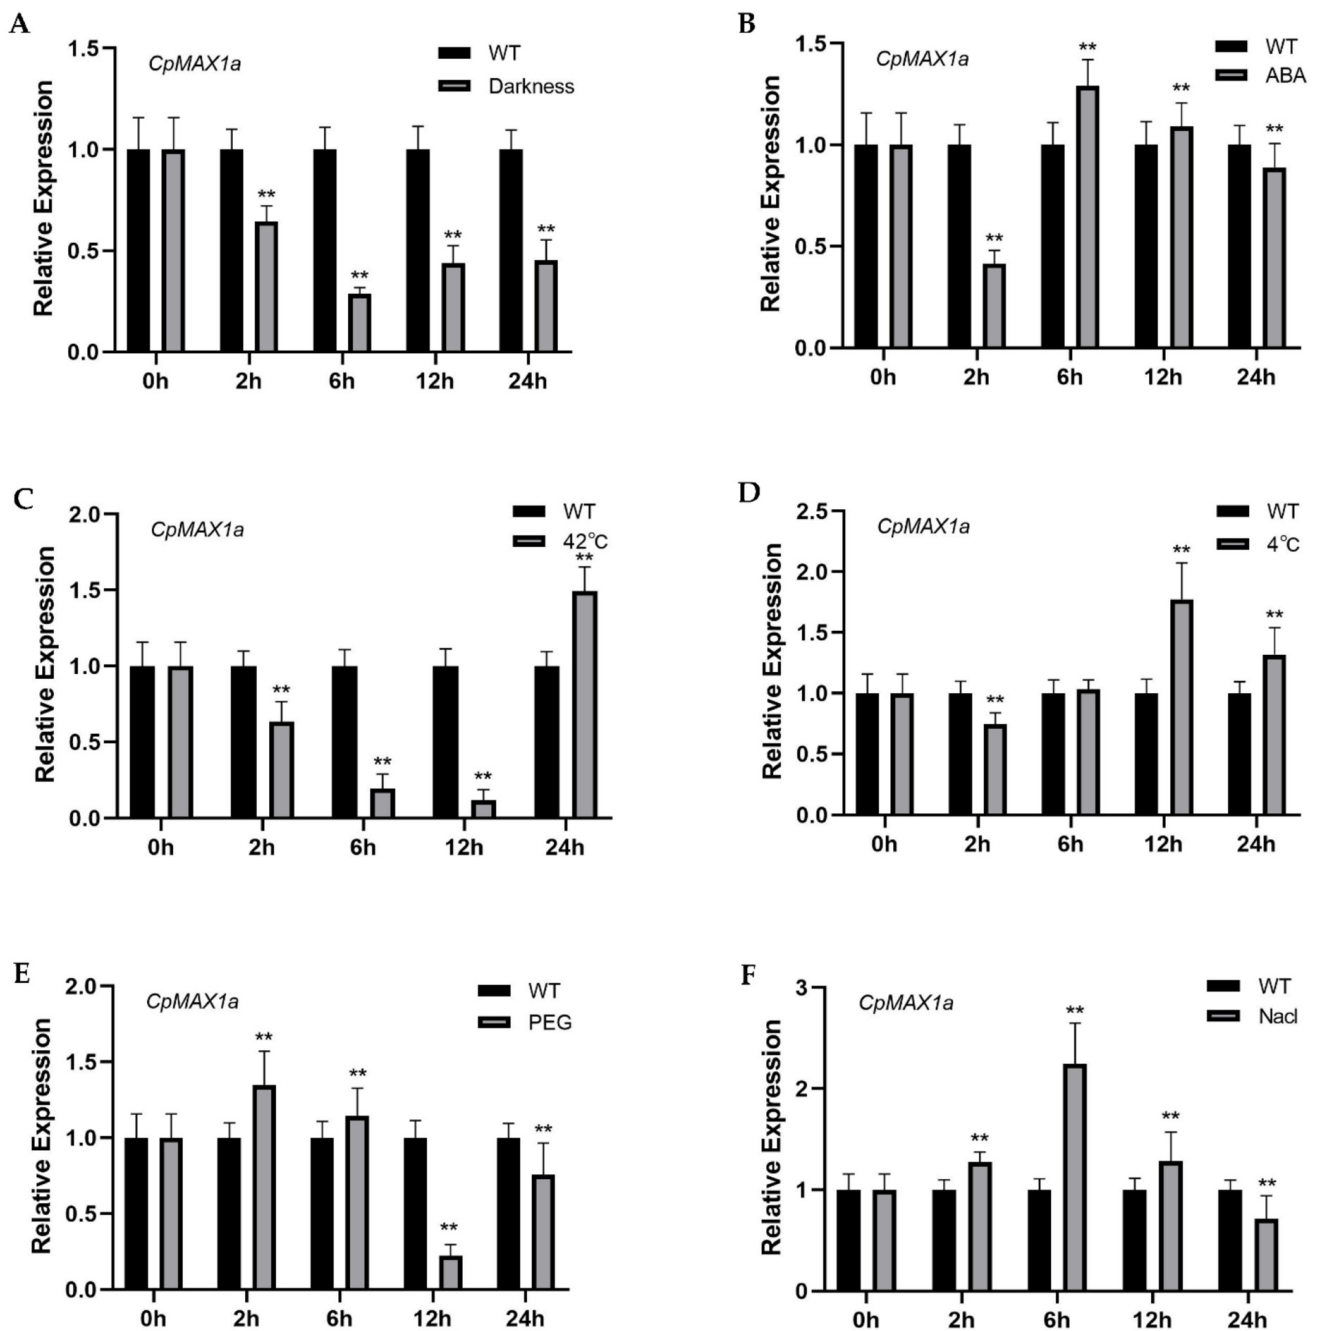 A
CpMAX1a
WT
Darkness
Relative Expression
1.5
1.0
0.5
0.0
** ** ** **
0h 2h 6h 12h 24h
B
CpMAX1a
WT
ABA
Relative Expression
1.5
1.0
0.5
0.0
** ** ** **
0h 2h 6h 12h 24h
C
CpMAX1a
WT
42°C
Relative Expression
2.0
1.5
1.0
0.5
0.0
** ** ** **
0h 2h 6h 12h 24h
D
CpMAX1a
WT
4°C
Relative Expression
2.5
2.0
1.5
1.0
0.5
0.0
** ** **
0h 2h 6h 12h 24h
E
CpMAX1a
WT
PEG
Relative Expression
2.0
1.5
1.0
0.5
0.0
** ** ** **
0h 2h 6h 12h 24h
F
CpMAX1a
WT
Nacl
Relative Expression
3
2
1
0
** ** ** **
0h 2h 6h 12h 24h